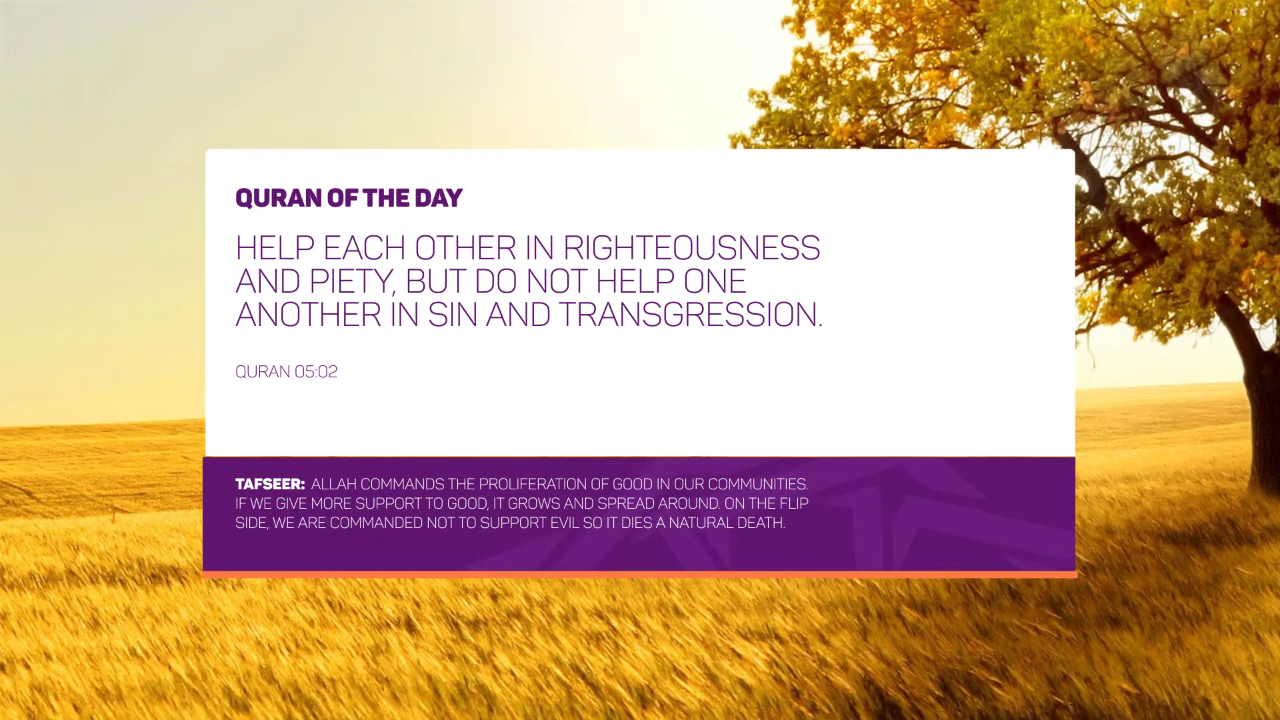 QURAN OF THE DAY
HELP EACH OTHER IN RIGHTEOUSNESS
AND PIETY, BUT DO NOT HELP ONE
ANOTHER IN SIN AND TRANSGRESSION.
QURAN 05:02
TAFSEER: ALLAH COMMANDS THE PROLIFERATION OF GOOD IN OUR COMMUNITIES.
IF WE GIVE MORE SUPPORT TO GOOD, IT GROWS AND SPREAD AROUND. ON THE FLIP
SIDE, WE ARE COMMANDED NOT TO SUPPORT EVIL SO IT DIES A NATURAL DEATH.